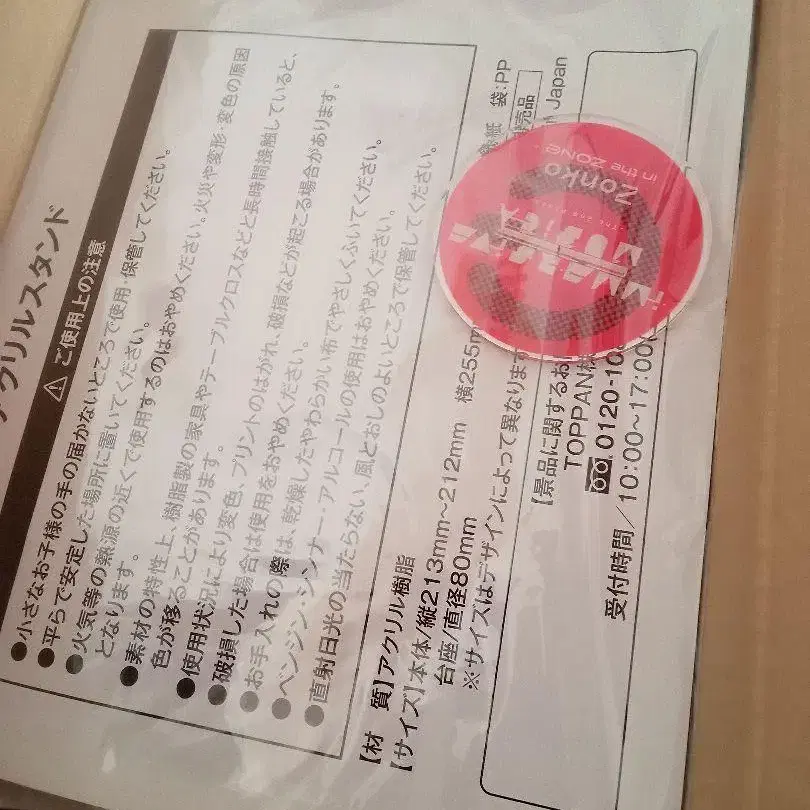 アクリルスタンド
⚠ ご使用上の注意
●小さなお子様の手の届かないところで使用・保管してください。
●平らで安定した場所に置いてください。
●火気等の熱源の近くで使用するのはおやめください。火災や変形・変色の原因
となります。
●素材の特性上、樹脂製の家具やテーブルクロスなどと長時間接触していると、
色が移ることがあります。
●使用状況により変色、プリントのはがれ、破損などが起こる場合があります。
●破損した場合は使用をおやめください。
●お手入れの際は、乾燥したやわらかい布でやさしくふいてください。
●ベンジン・シンナー・アルコールの使用はおやめください。
●直射日光の当たらない、風とおしのよいところで保管してください。
【材　質】アクリル樹脂
紙　袋:PP
【サイズ】本体/縦213mm~212mm　横255m
台座/直径80mm
※サイズはデザインによって異なります
売品
Japan
【景品に関するお
TOPPAN
0120-10
受付時間/10:00~17:00
Zonko
in the ZONe